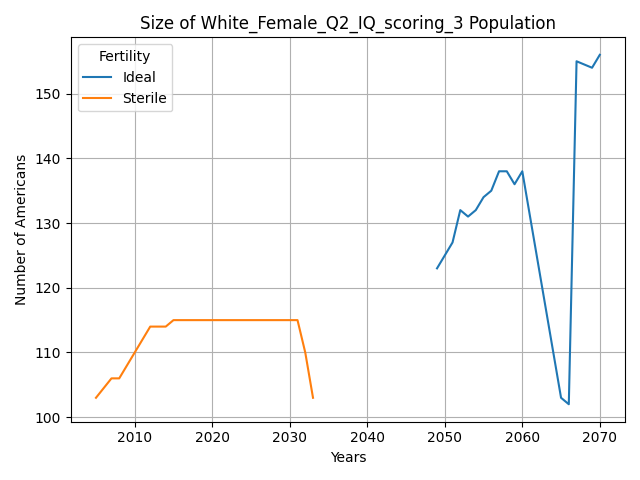 Size of White_Female_Q2_IQ_scoring_3 Population
Fertility
Ideal
Sterile
Number of Americans
150
140
130
120
110
100
2010 2020 2030 2040 2050 2060 2070
Years